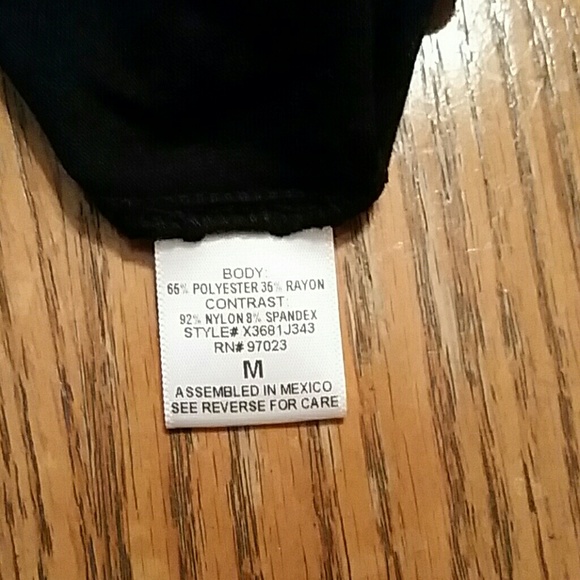 BODY:
65% POLYESTER 35% RAYON
CONTRAST:
92% NYLON 8% SPANDEX
STYLE# X3681J343
RN# 97023
M
ASSEMBLED IN MEXICO
SEE REVERSE FOR CARE